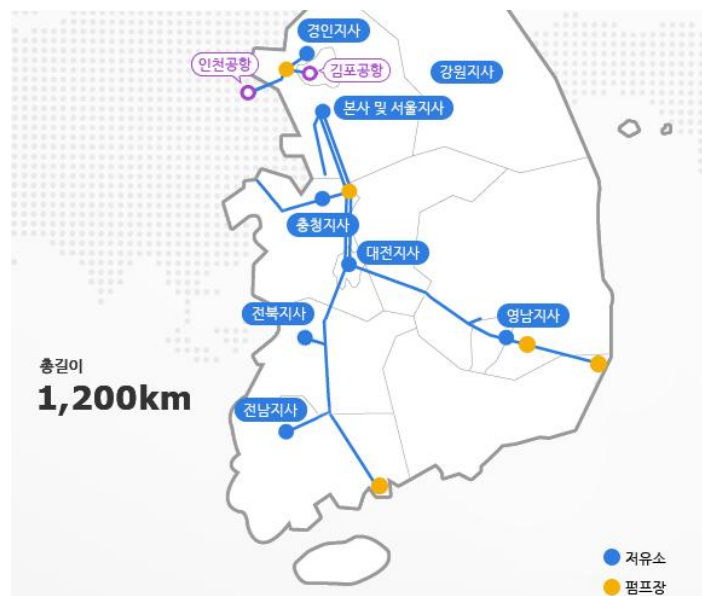 경인지사
인천공항
김포공항
강원지사
본사 및 서울지사
충청지사
대전지사
전북지사
영남지사
총길이
1,200km
전남지사
저유소
펌프장